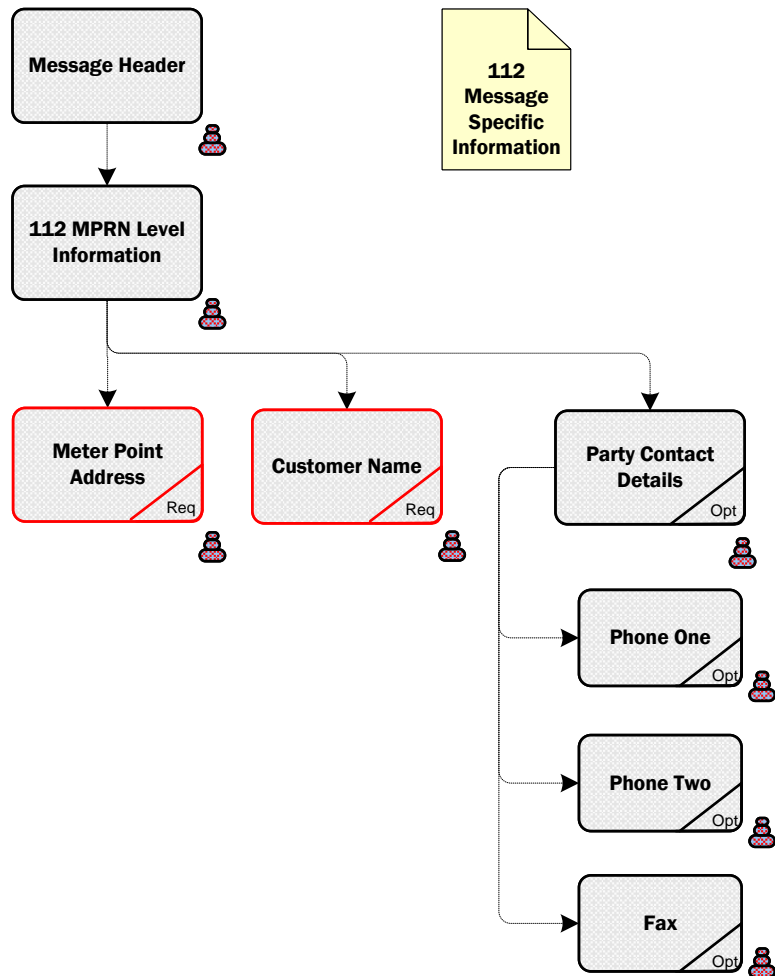 Message Header
112
Message
Specific
Information
112 MPRN Level
Information
Meter Point
Address
Req
Customer Name
Req
Party Contact
Details
Opt
Phone One
Opt
Phone Two
Opt
Fax
Opt